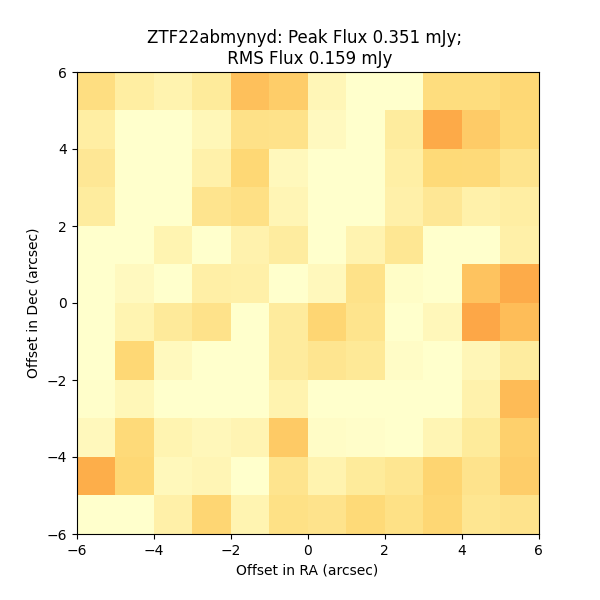 ZTF22abmynyd: Peak Flux 0.351 mJy;
RMS Flux 0.159 mJy
6
4
2
0
−2
−4
−6
Offset in Dec (arcsec)
−6 −4 −2 0 2 4 6
Offset in RA (arcsec)